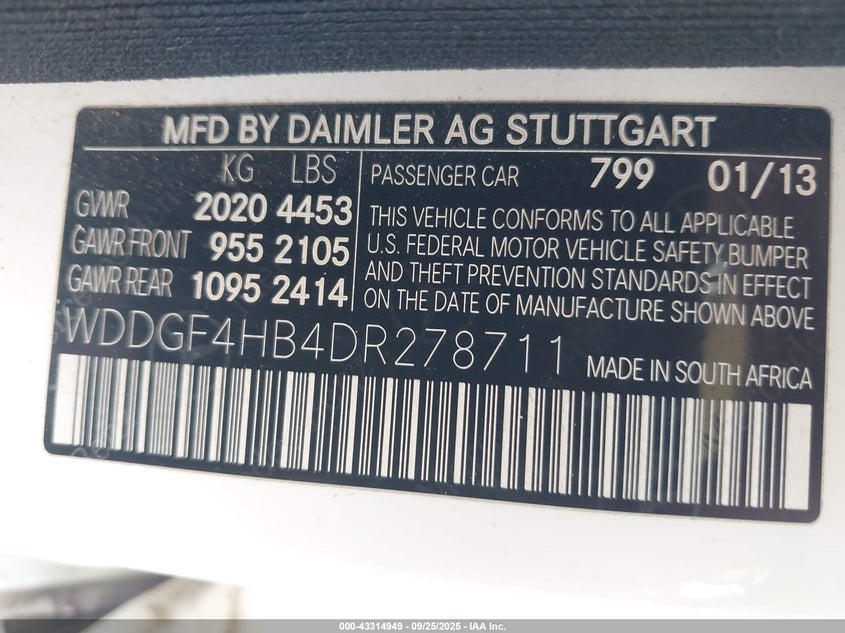 MFD BY DAIMLER AG STUTTGART
KG LBS
GVWR 2020 4453
GAWR FRONT 955 2105
GAWR REAR 1095 2414
PASSENGER CAR 799 01/13
THIS VEHICLE CONFORMS TO ALL APPLICABLE
U.S. FEDERAL MOTOR VEHICLE SAFETY,BUMPER
AND THEFT PREVENTION STANDARDS IN EFFECT
ON THE DATE OF MANUFACTURE SHOWN ABOVE
WDDGF4HB4DR278711
MADE IN SOUTH AFRICA
000-43314949 - 09/25/2025 - IAA Inc.